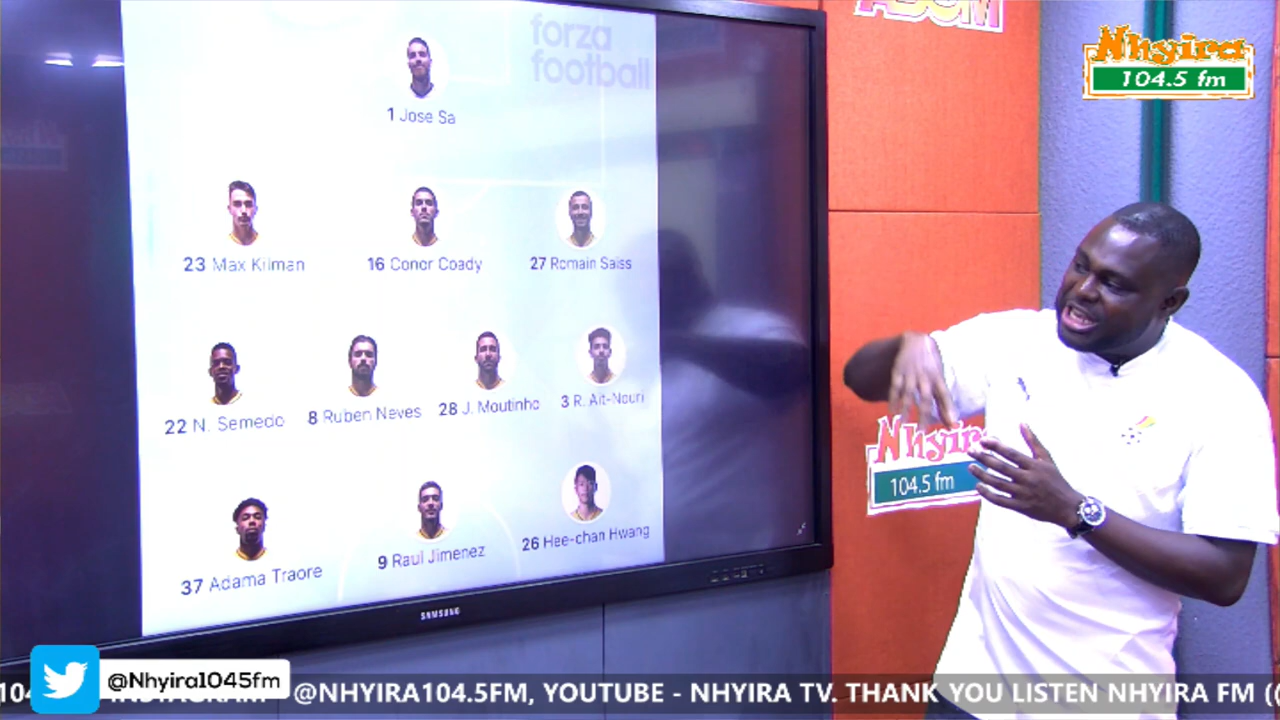 forza
football
1 Jose Sa
23 Max Kilman
16 Conor Coady
27 Romain Saiss
22 N. Semedo
8 Ruben Neves
28 J. Moutinho
3 R. Ait-Nouri
37 Adama Traore
9 Raul Jimenez
26 Hee-chan Hwang
SAMSUNG
Nhyira
104.5 fm
Nhyira
104.5 fm
@Nhyira1045fm
@NHYIRA104.5FM, YOUTUBE - NHYIRA TV. THANK YOU LISTEN NHYIRA FM ((